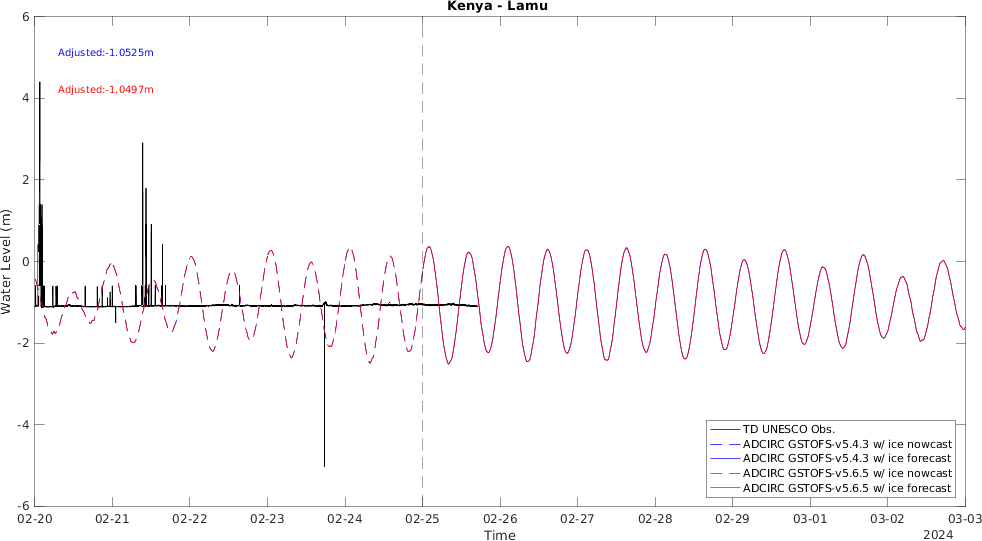 Kenya - Lamu
6
4
2
0
-2
-4
-6
Water Level (m)
Adjusted:-1.0525m
Adjusted:-1.0497m
TD UNESCO Obs.
ADCIRC GSTOFS-v5.4.3 w/ ice nowcast
ADCIRC GSTOFS-v5.4.3 w/ ice forecast
ADCIRC GSTOFS-v5.6.5 w/ ice nowcast
ADCIRC GSTOFS-v5.6.5 w/ ice forecast
02-20 02-21 02-22 02-23 02-24 02-25 02-26 02-27 02-28 02-29 03-01 03-02 03-03
Time
2024